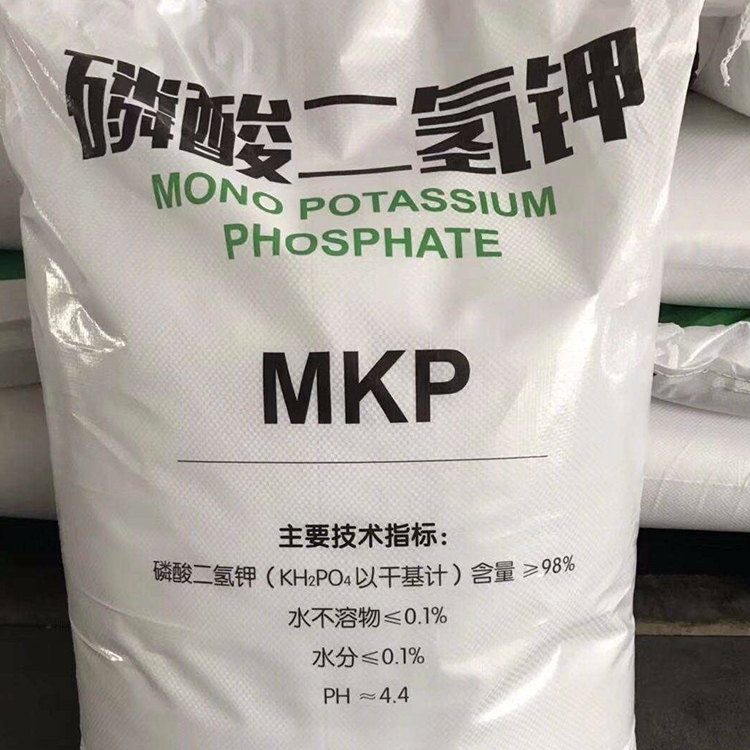 磷酸二氢钾
MONO POTASSIUM
PHOSPHATE
MKP
主要技术指标:
磷酸二氢钾(KH₂PO₄以干基计)含量≥98%
水不溶物≤0.1%
水分≤0.1%
PH ≈4.4